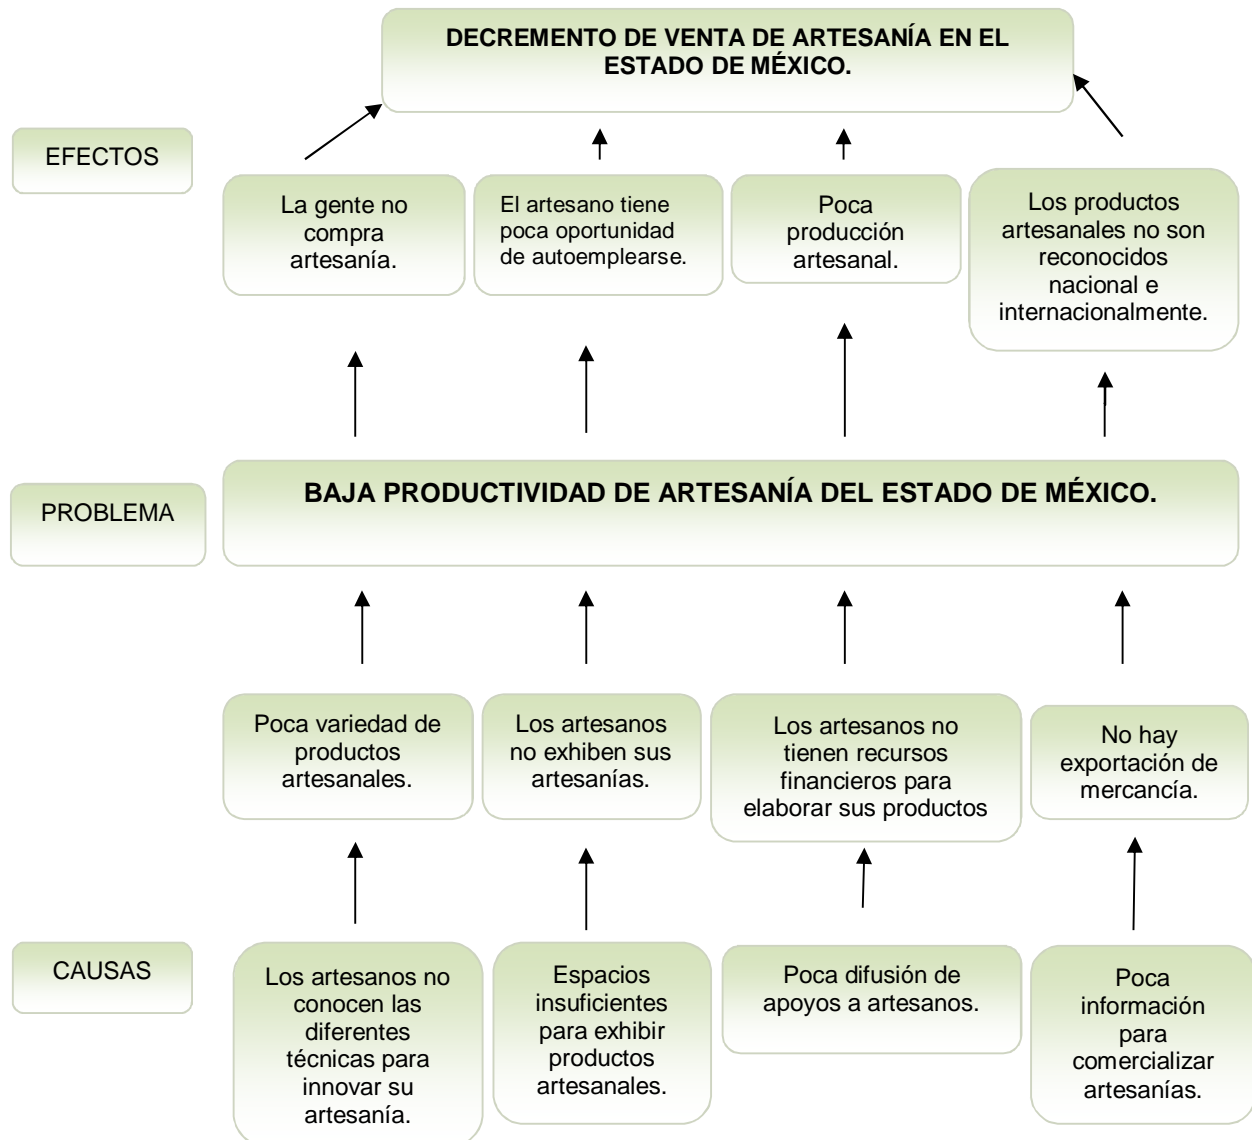 DECREMENTO DE VENTA DE ARTESANÍA EN EL
ESTADO DE MÉXICO.
EFECTOS
La gente no
compra
artesanía.
El artesano tiene
poca oportunidad
de autoemplearse.
Poca
producción
artesanal.
Los productos
artesanales no son
reconocidos
nacional e
internacionalmente.
PROBLEMA
BAJA PRODUCTIVIDAD DE ARTESANÍA DEL ESTADO DE MÉXICO.
Poca variedad de
productos
artesanales.
Los artesanos
no exhiben sus
artesanías.
Los artesanos no
tienen recursos
financieros para
elaborar sus productos
No hay
exportación de
mercancía.
CAUSAS
Los artesanos no
conocen las
diferentes
técnicas para
innovar su
artesanía.
Espacios
insuficientes
para exhibir
productos
artesanales.
Poca difusión de
apoyos a artesanos.
Poca
información
para
comercializar
artesanías.